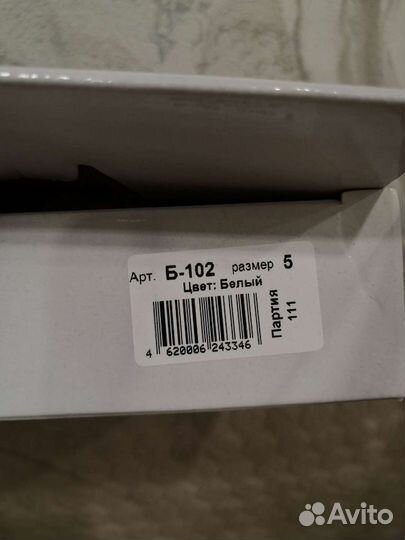 Арт. Б-102 размер 5
Цвет: Белый
Партия
111
4 620006 243346
Avito